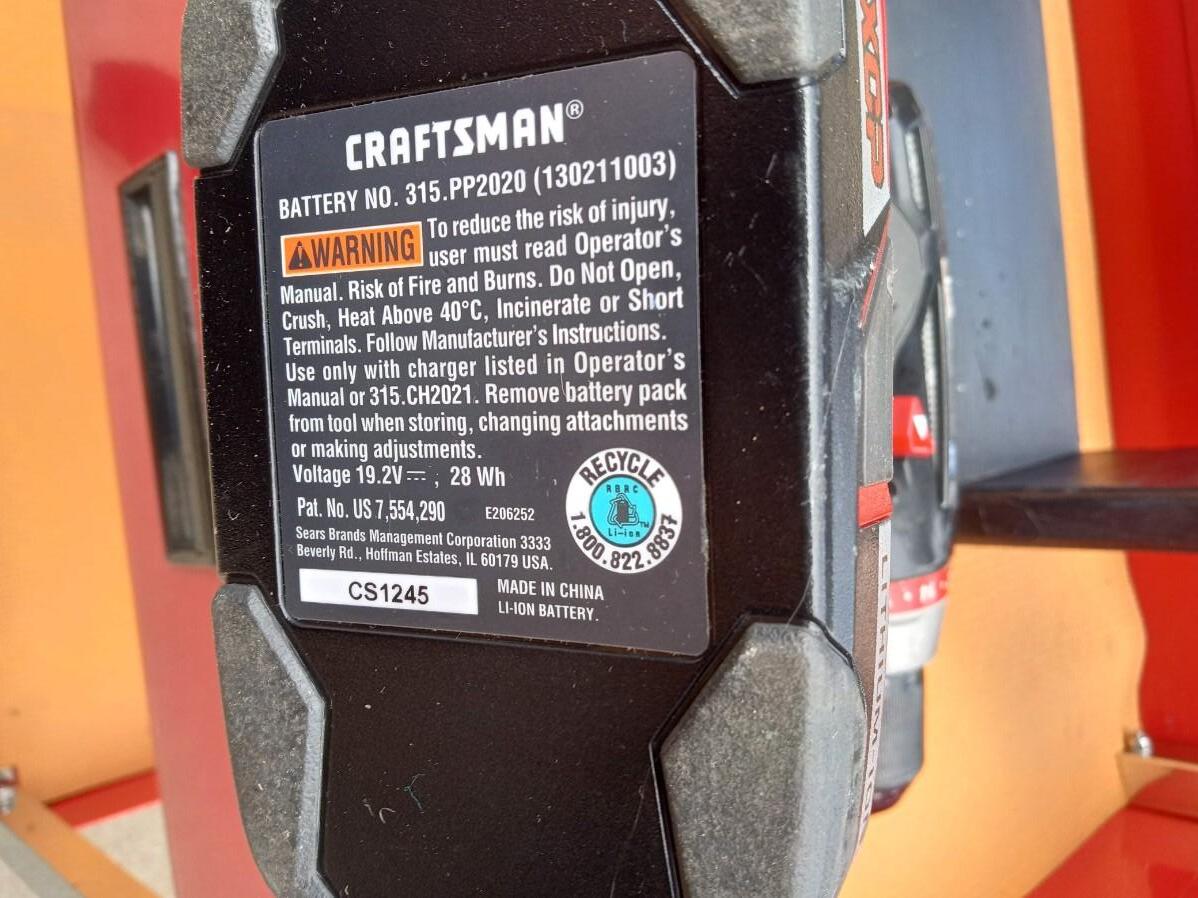 CRAFTSMAN®
BATTERY NO. 315.PP2020 (130211003)
WARNING To reduce the risk of injury,
user must read Operator's
Manual. Risk of Fire and Burns. Do Not Open,
Crush, Heat Above 40°C, Incinerate or Short
Terminals. Follow Manufacturer's Instructions.
Use only with charger listed in Operator's
Manual or 315.CH2021. Remove battery pack
from tool when storing, changing attachments
or making adjustments.
Voltage 19.2V⎓, 28 Wh
Pat. No. US 7,554,290 E206252
Sears Brands Management Corporation 3333
Beverly Rd., Hoffman Estates, IL 60179 USA.
CS1245
MADE IN CHINA
LI-ION BATTERY.
RECYCLE
RBRC
TM
Li-ion
1.800.822.8837
XCP
LITHIUM-ION